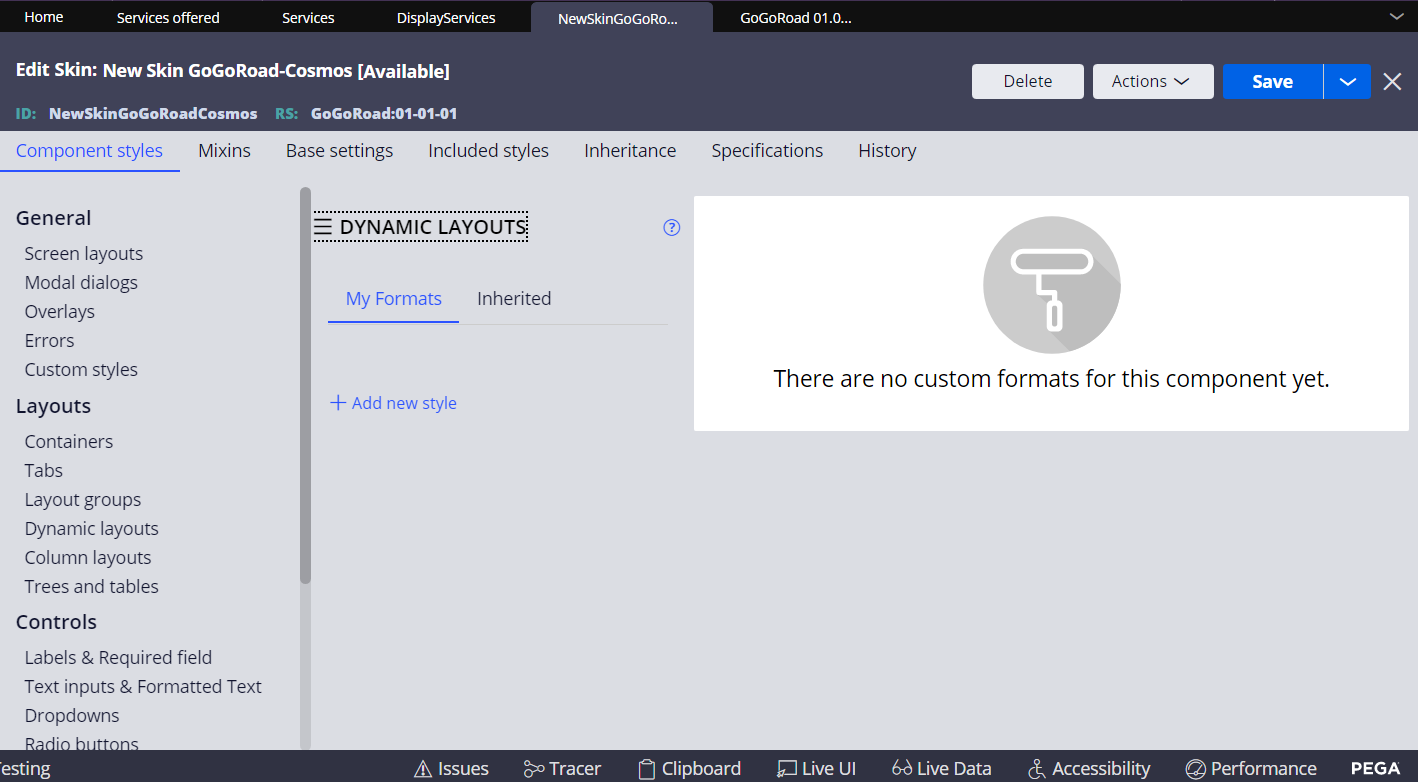 Home Services offered Services DisplayServices NewSkinGoGoRo... GoGoRoad 01.0...
Edit Skin: New Skin GoGoRoad-Cosmos [Available]
Delete Actions Save
ID: NewSkinGoGoRoadCosmos RS: GoGoRoad:01-01-01
Component styles Mixins Base settings Included styles Inheritance Specifications History
General
Screen layouts
Modal dialogs
Overlays
Errors
Custom styles
Layouts
Containers
Tabs
Layout groups
Dynamic layouts
Column layouts
Trees and tables
Controls
Labels & Required field
Text inputs & Formatted Text
Dropdowns
Radio buttons
DYNAMIC LAYOUTS ?
My Formats Inherited
+ Add new style
There are no custom formats for this component yet.
esting Issues Tracer Clipboard Live UI Live Data Accessibility Performance PEGA